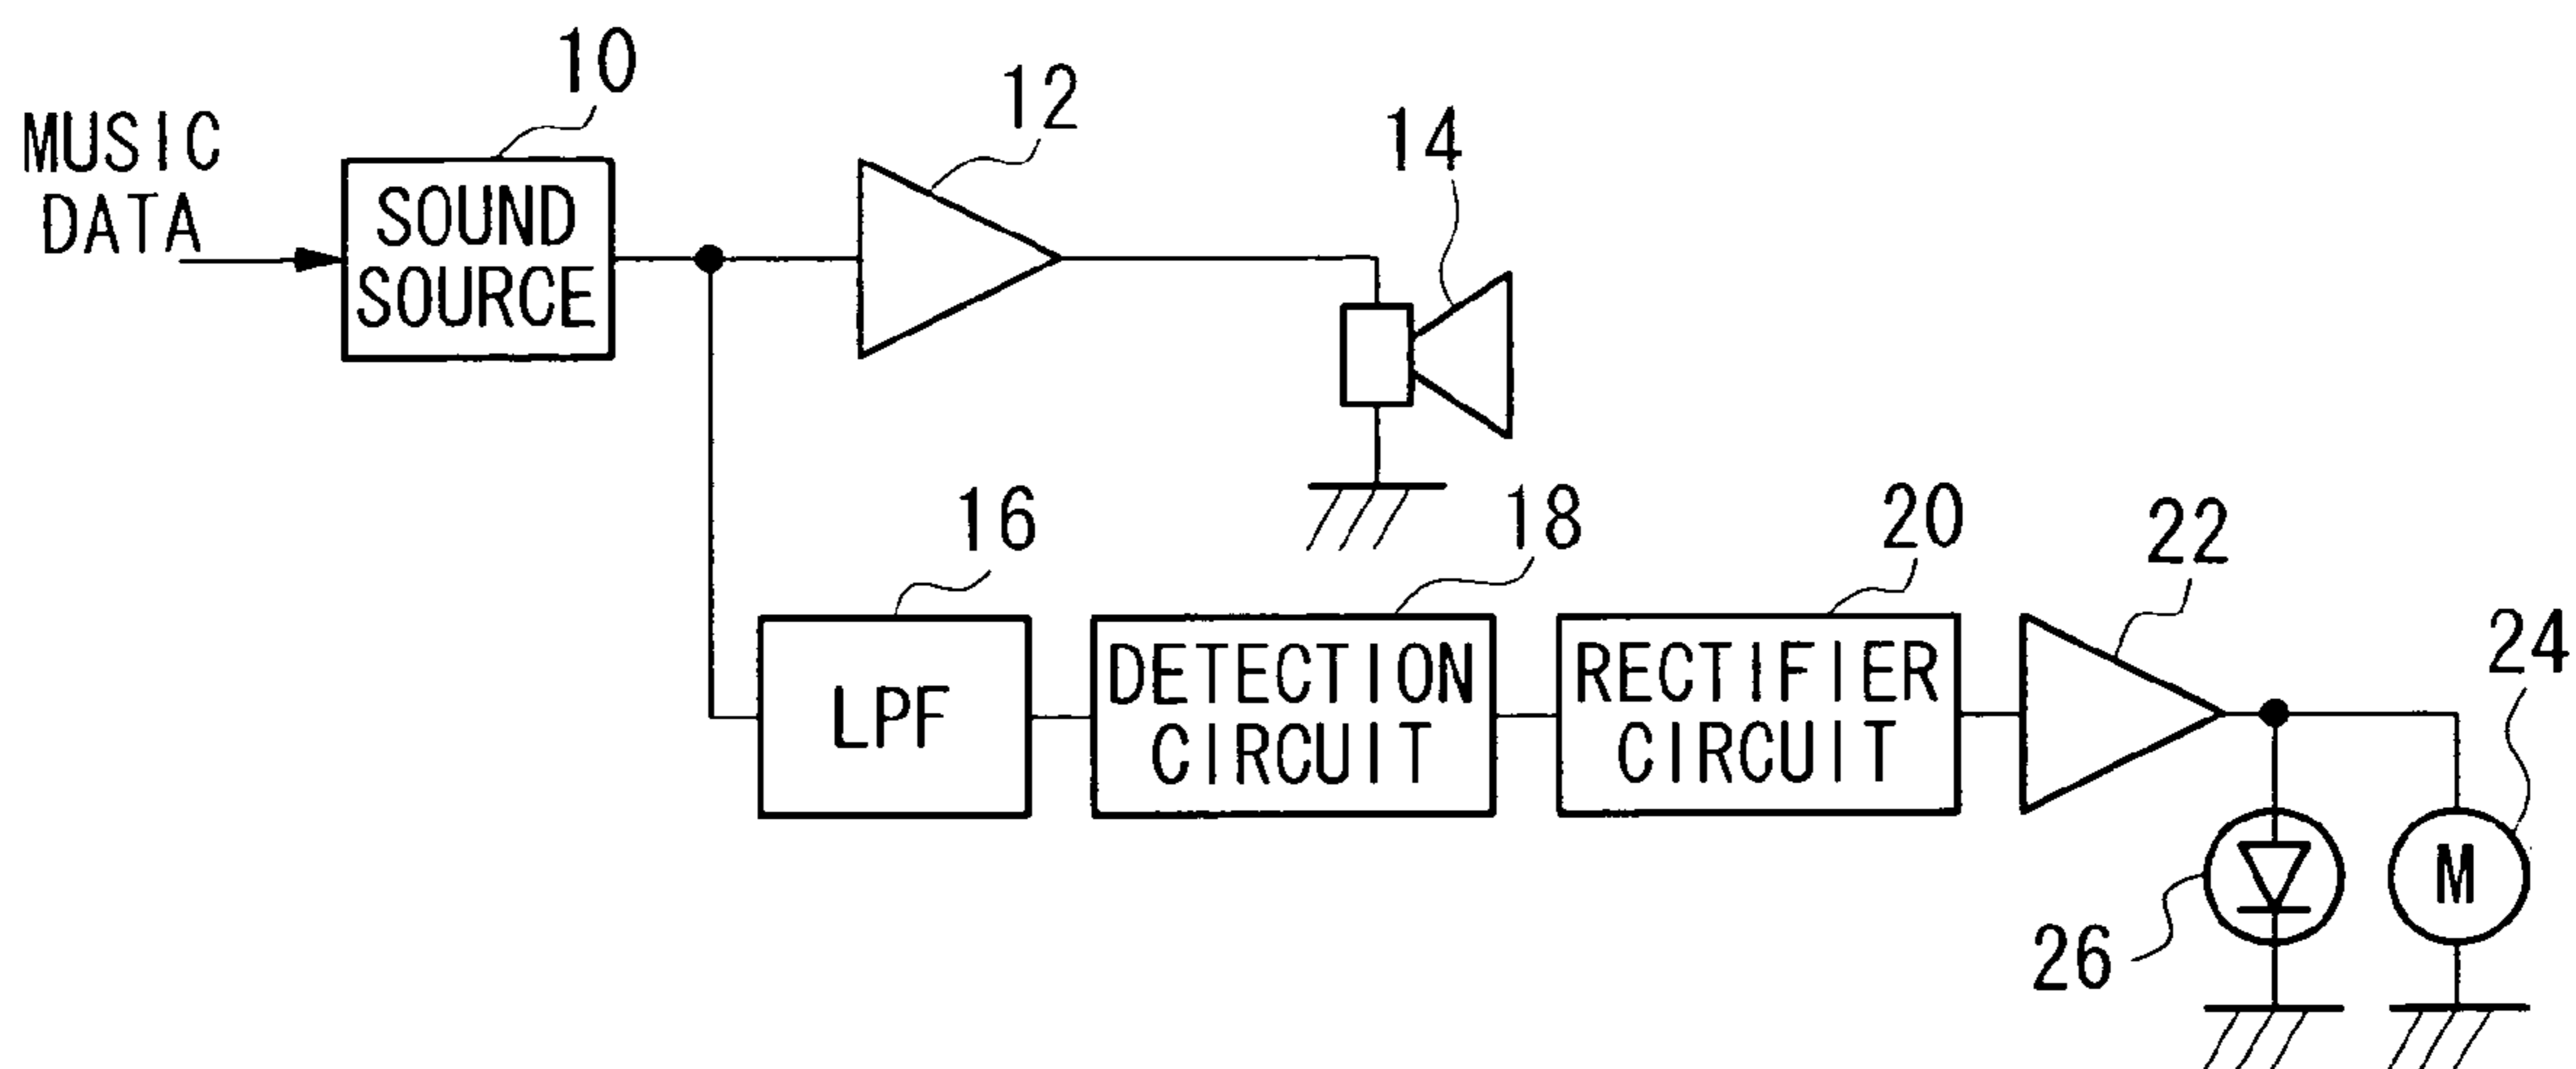 10
12
14
MUSIC
DATA
SOUND
SOURCE
16
18
20
22
24
LPF
DETECTION
CIRCUIT
RECTIFIER
CIRCUIT
M
26